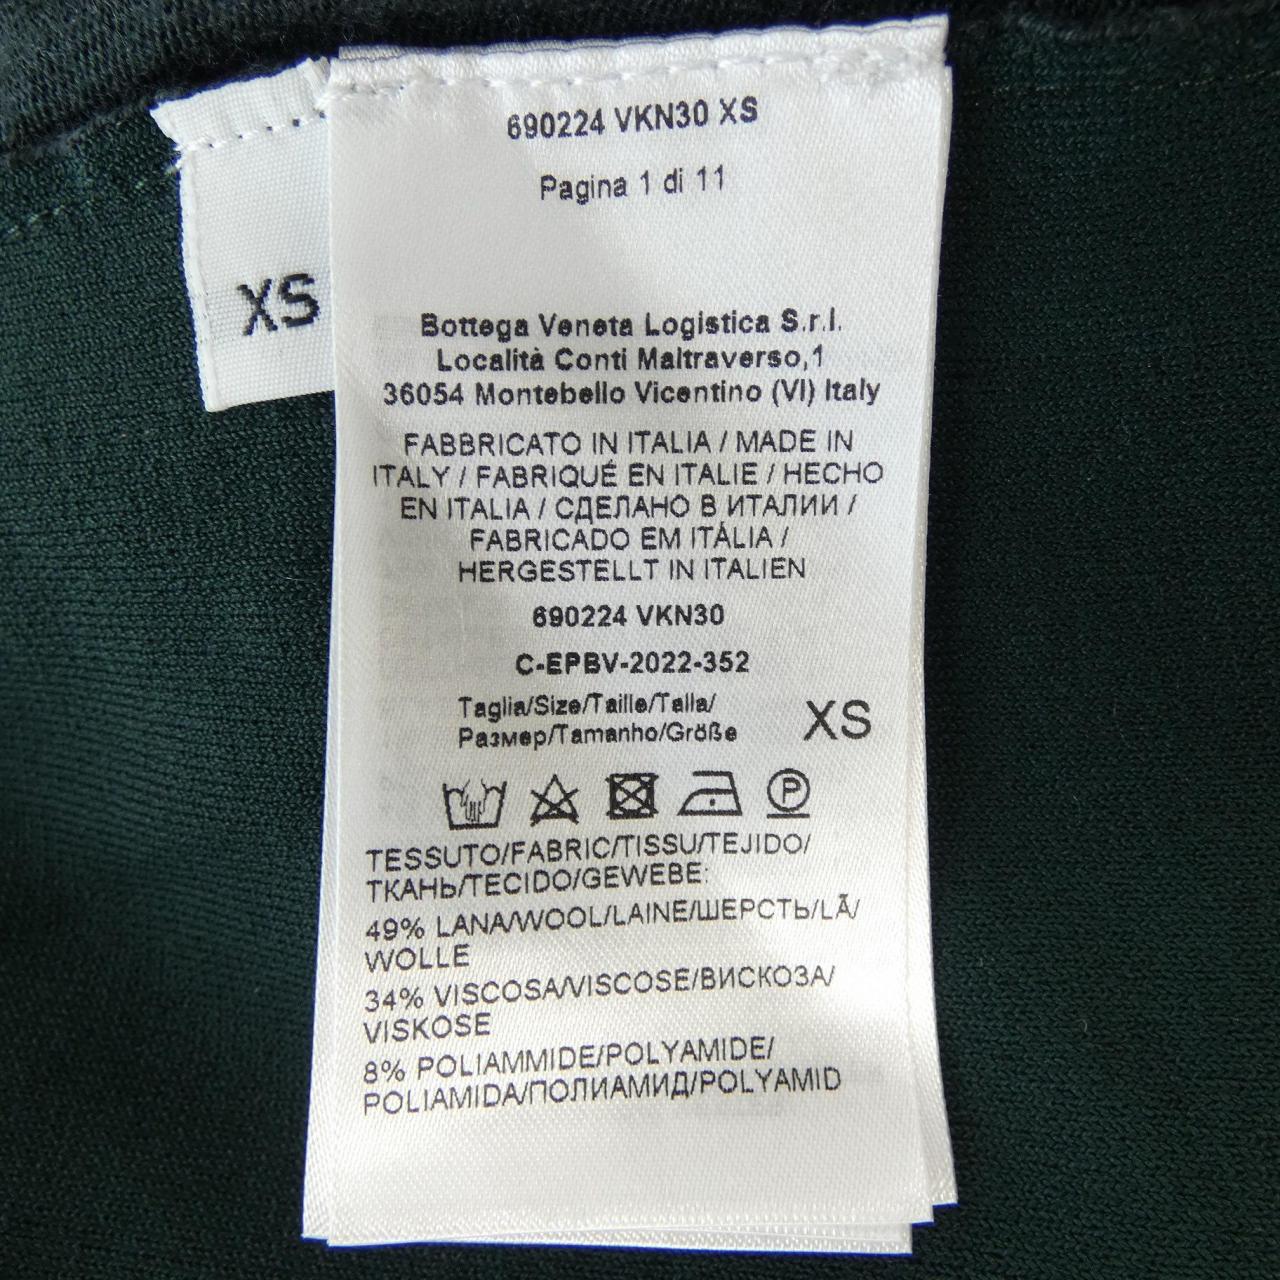 690224 VKN30 XS
Pagina 1 di 11
XS
Bottega Veneta Logistica S.r.l.
Località Conti Maltraverso,1
36054 Montebello Vicentino (VI) Italy
FABBRICATO IN ITALIA / MADE IN
ITALY / FABRIQUÉ EN ITALIE / HECHO
EN ITALIA / СДЕЛАНО В ИТАЛИИ /
FABRICADO EM ITÁLIA /
HERGESTELLT IN ITALIEN
690224 VKN30
C-EPBV-2022-352
Taglia/Size/Taille/Talla/
Размер/Tamanho/Größe
XS
P
TESSUTO/FABRIC/TISSU/TEJIDO/
ТКАНЬ/TECIDO/GEWEBE:
49% LANA/WOOL/LAINE/ШЕРСТЬ/LÃ/
WOLLE
34% VISCOSA/VISCOSE/ВИСКОЗА/
VISKOSE
8% POLIAMMIDE/POLYAMIDE/
POLIAMIDA/ПОЛИАМИД/POLYAMID